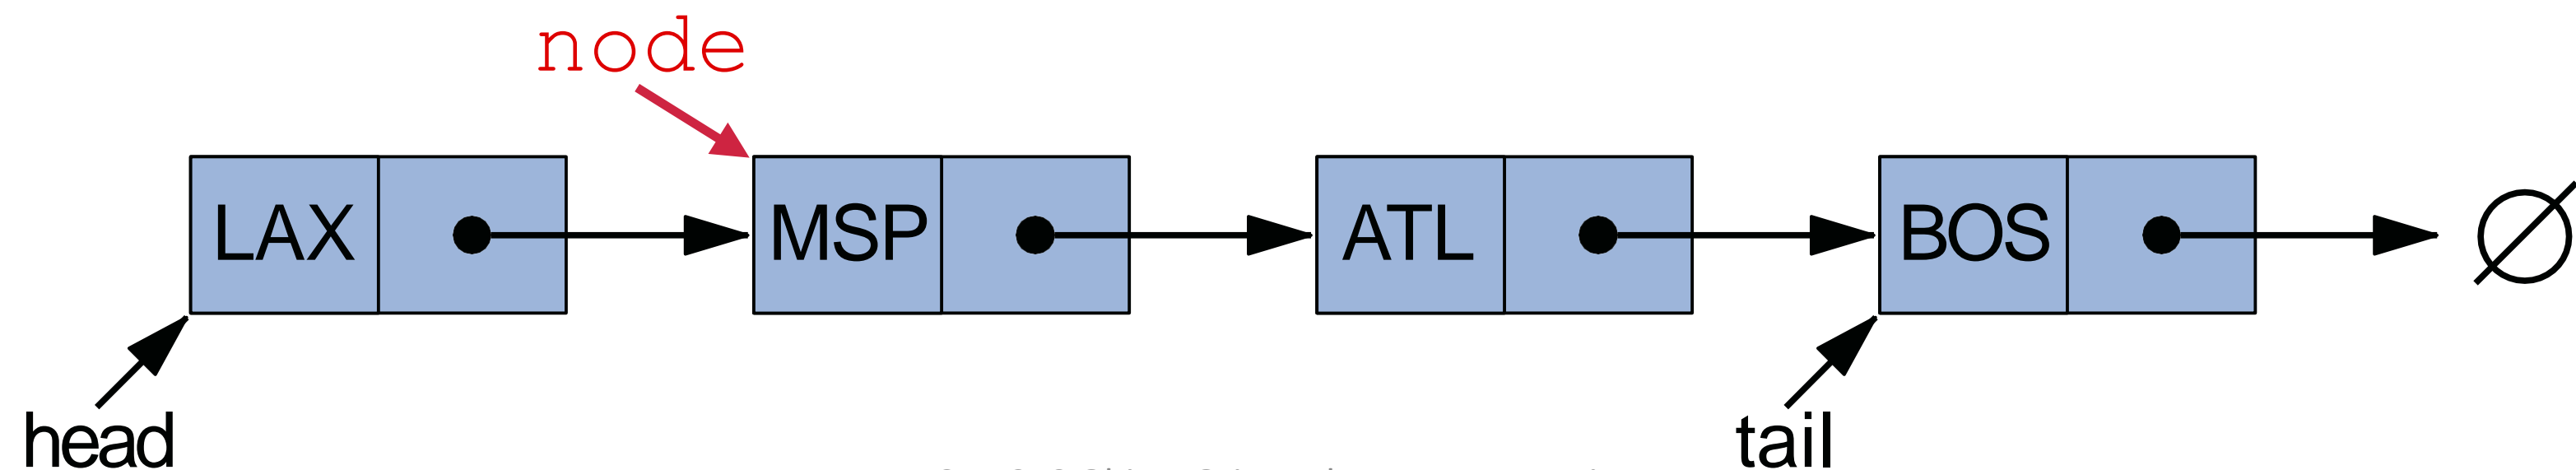 node
LAX MSP ATL BOS ∅
head tail